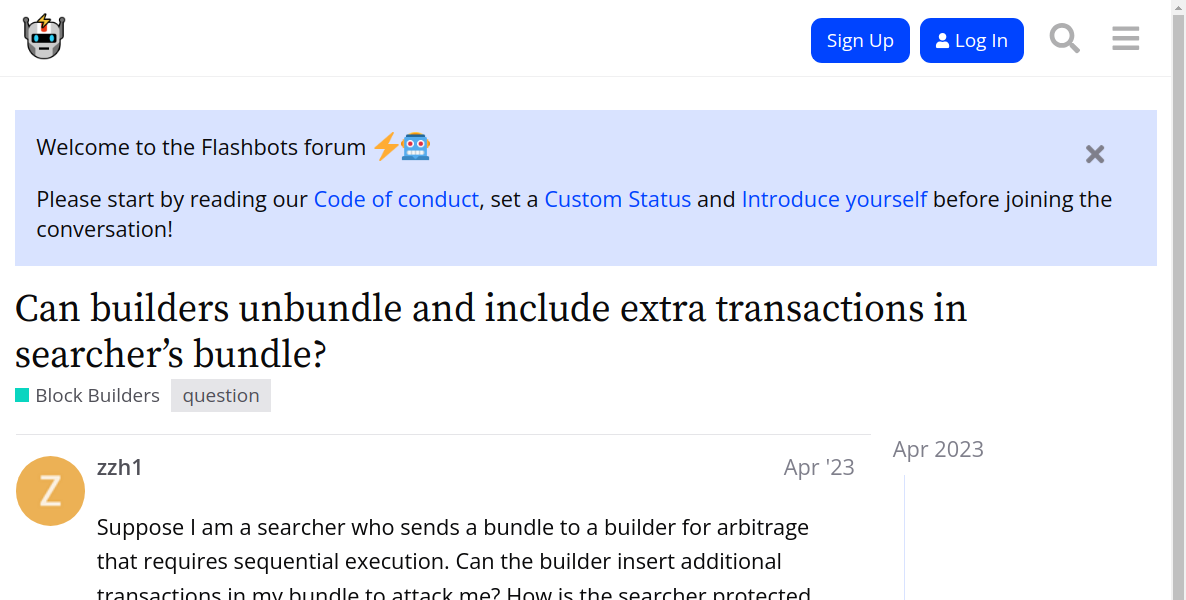 Sign Up
Log In
Welcome to the Flashbots forum
Please start by reading our Code of conduct, set a Custom Status and Introduce yourself before joining the
conversation!
Can builders unbundle and include extra transactions in
searcher’s bundle?
Block Builders question
Z
zzh1
Apr '23
Apr 2023
Suppose I am a searcher who sends a bundle to a builder for arbitrage
that requires sequential execution. Can the builder insert additional
transactions in my bundle to attack me? How is the searcher protected